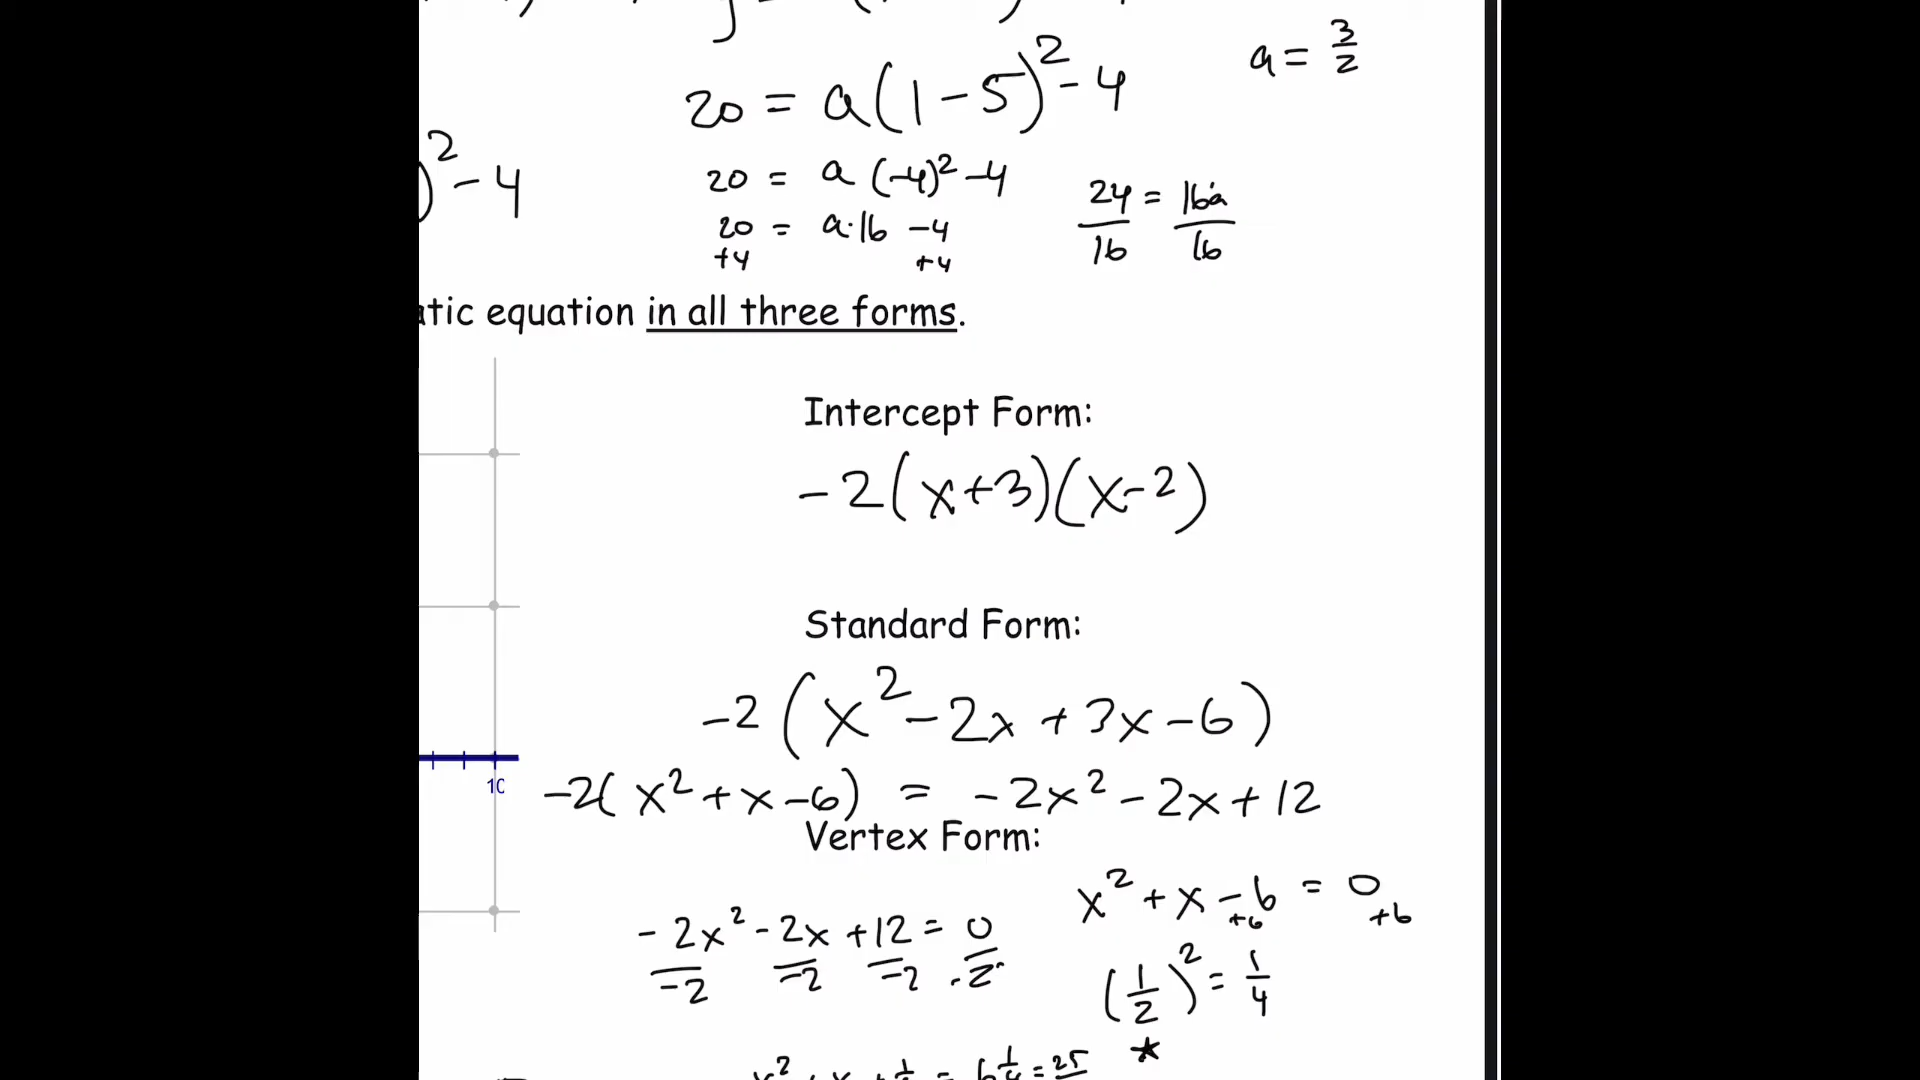 a = 3/2
20 = a(1-5)² - 4
)² - 4
20 = a (-4)² - 4
20 = a·16 - 4
+4 +4
24/16 = 16a/16
atic equation in all three forms.
Intercept Form:
-2(x+3)(x-2)
Standard Form:
-2(x² - 2x + 3x - 6)
10
-2(x² + x - 6) = -2x² - 2x + 12
Vertex Form:
x² + x - 6 = 0
+6 +6
-2x² - 2x + 12 = 0
-2 -2 -2 -2
(1/2)² = 1/4